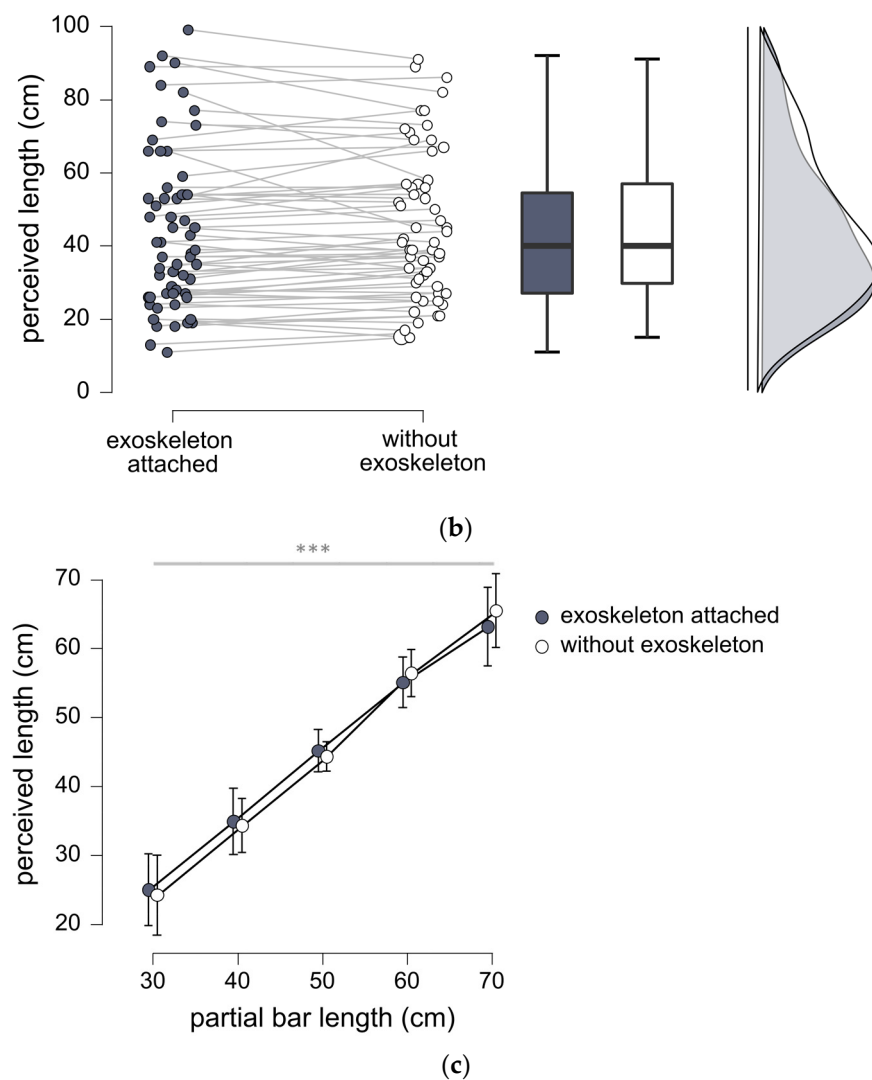 100
80
60
40
20
0
perceived length (cm)
exoskeleton
attached
without
exoskeleton
(b)
***
70
60
50
40
30
20
perceived length (cm)
exoskeleton attached
without exoskeleton
30 40 50 60 70
partial bar length (cm)
(c)